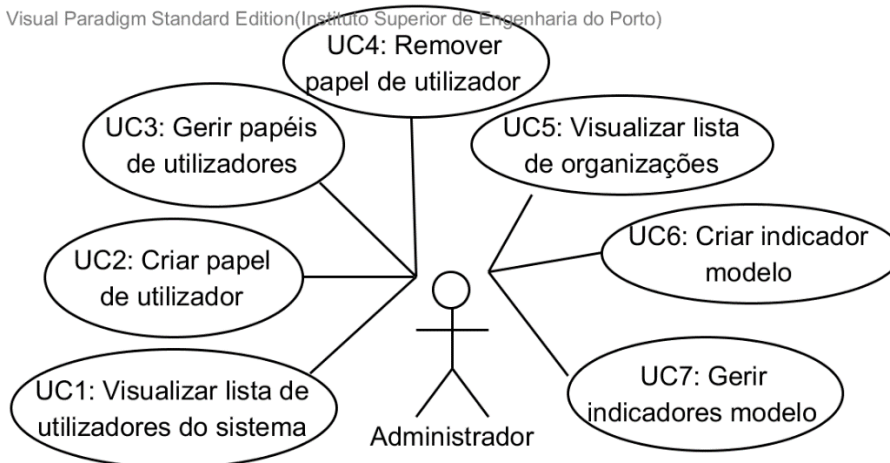 Visual Paradigm Standard Edition(Instituto Superior de Engenharia do Porto)
UC4: Remover
papel de utilizador
UC3: Gerir papéis
de utilizadores
UC5: Visualizar lista
de organizações
UC2: Criar papel
de utilizador
UC6: Criar indicador
modelo
UC1: Visualizar lista de
utilizadores do sistema
UC7: Gerir
indicadores modelo
Administrador